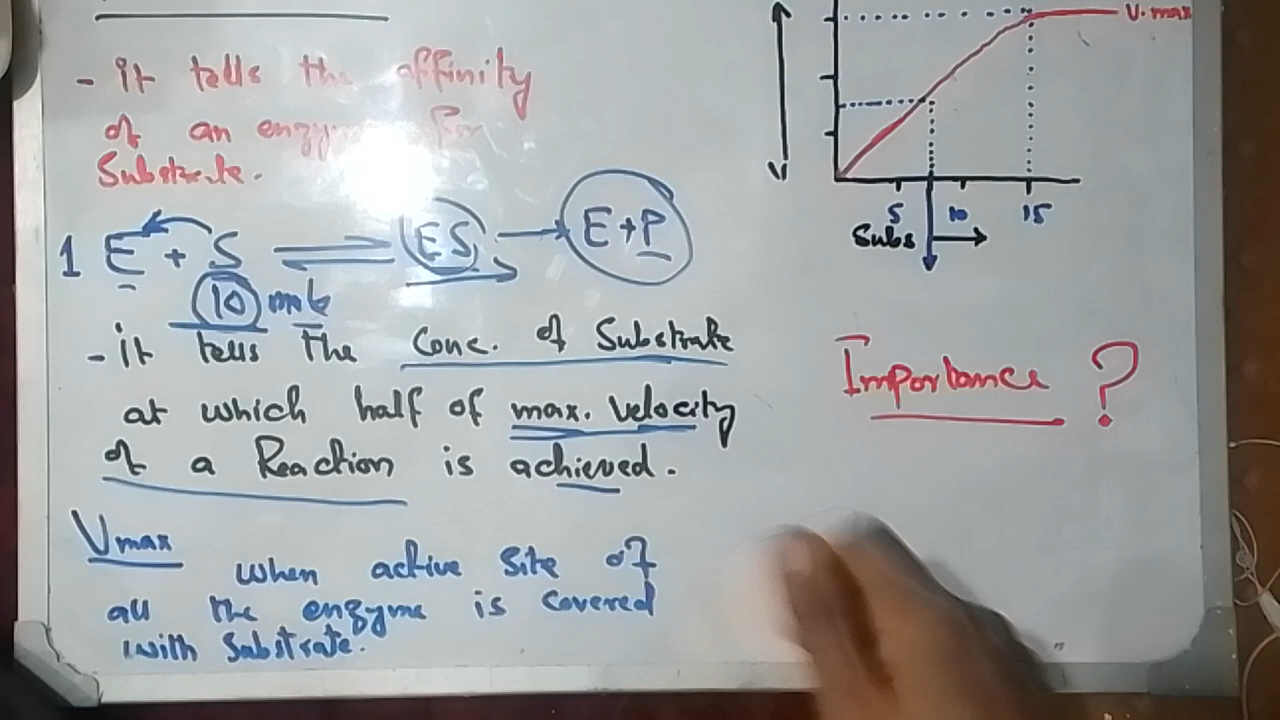 - it tells the affinity
of an enzyme for
Substrate.
1 E + S ⇌ ES → E+P
10
- it tells the Conc. of Substrate
at which half of max. velocity
of a Reaction is achieved.
Vmax
when active site of
all the enzyme is covered
with Substrate.
V.max
V
5 10 15
Subs
Importance ?